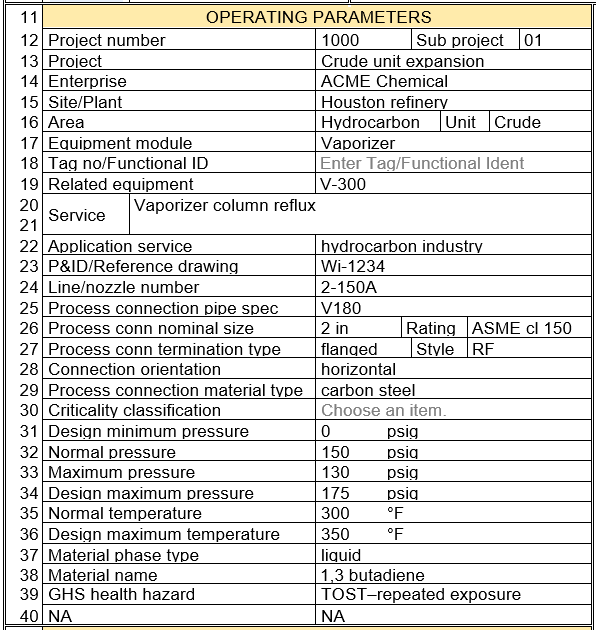 11 OPERATING PARAMETERS
12 Project number 1000 Sub project 01
13 Project Crude unit expansion
14 Enterprise ACME Chemical
15 Site/Plant Houston refinery
16 Area Hydrocarbon Unit Crude
17 Equipment module Vaporizer
18 Tag no/Functional ID Enter Tag/Functional Ident
19 Related equipment V-300
20 Service Vaporizer column reflux
21
22 Application service hydrocarbon industry
23 P&ID/Reference drawing Wi-1234
24 Line/nozzle number 2-150A
25 Process connection pipe spec V180
26 Process conn nominal size 2 in Rating ASME cl 150
27 Process conn termination type flanged Style RF
28 Connection orientation horizontal
29 Process connection material type carbon steel
30 Criticality classification Choose an item.
31 Design minimum pressure 0 psig
32 Normal pressure 150 psig
33 Maximum pressure 130 psig
34 Design maximum pressure 175 psig
35 Normal temperature 300 °F
36 Design maximum temperature 350 °F
37 Material phase type liquid
38 Material name 1,3 butadiene
39 GHS health hazard TOST–repeated exposure
40 NA NA